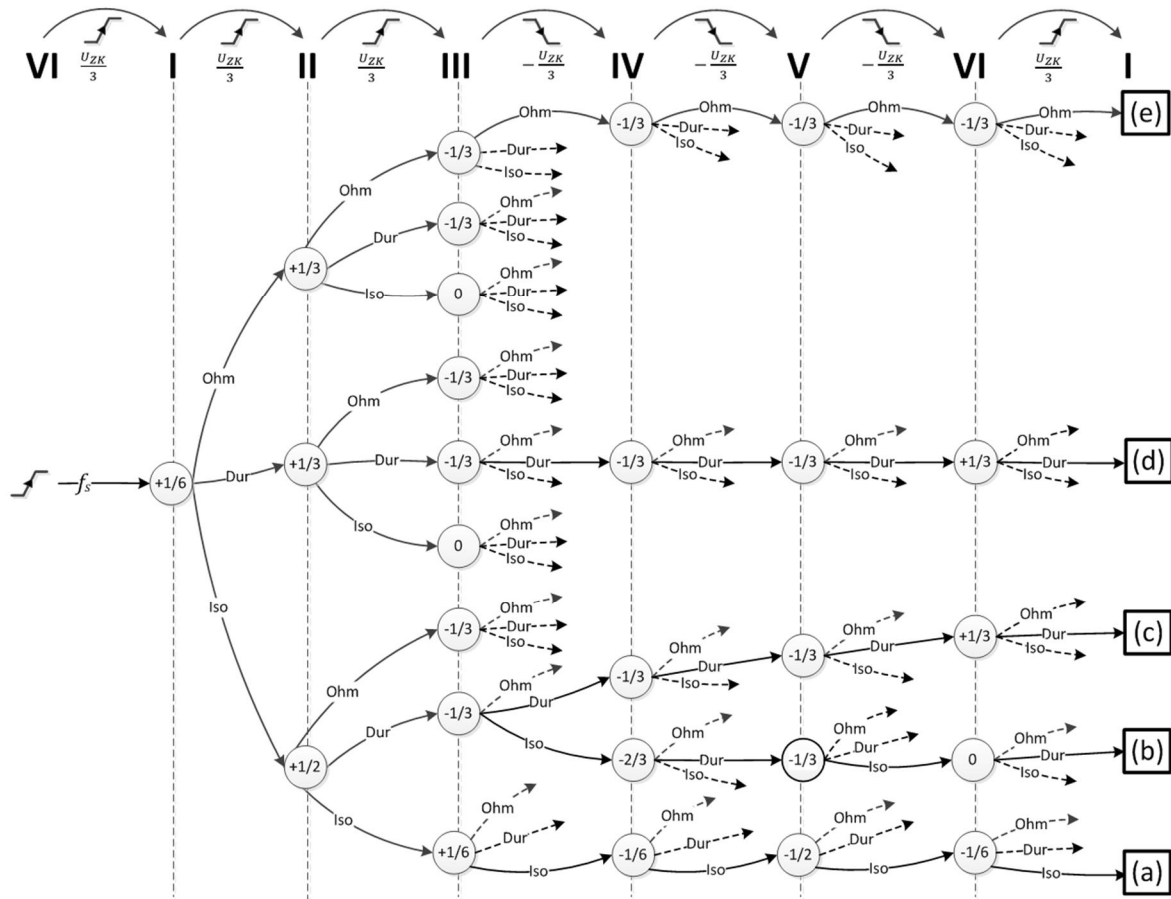 VI I II III IV V VI I
U_ZK/3 U_ZK/3 U_ZK/3 -U_ZK/3 -U_ZK/3 -U_ZK/3 U_ZK/3
Ohm Ohm Ohm Ohm (e)
-1/3 -1/3 -1/3
Dur Dur Dur
-1/3 Dur Iso Iso Iso
Iso
Ohm Ohm
Dur -1/3 Dur
Iso
+1/3 Ohm
Iso 0 Dur
Iso
Ohm
Ohm -1/3 Dur
Ohm Iso
Ohm Ohm Ohm Ohm
+1/3 Dur -1/3 Dur -1/3 Dur -1/3 Dur +1/3 Dur (d)
Iso Iso Iso Iso
f_s +1/6 Dur
Iso Ohm
0 Dur
Iso
Iso Ohm Ohm Ohm
-1/3 Dur +1/3 Dur (c)
Iso Ohm Dur Iso
-1/3
Ohm Ohm Dur -1/3 Iso Iso
Dur -1/3 Dur
Ohm Ohm Ohm
Iso Dur
+1/2 -2/3 Dur -1/3 Iso 0 Dur (b)
Iso Iso
Ohm Ohm Ohm Ohm
Iso Dur Dur Dur
+1/6 -1/6 -1/2 -1/6 Dur
Iso Iso Iso Iso (a)